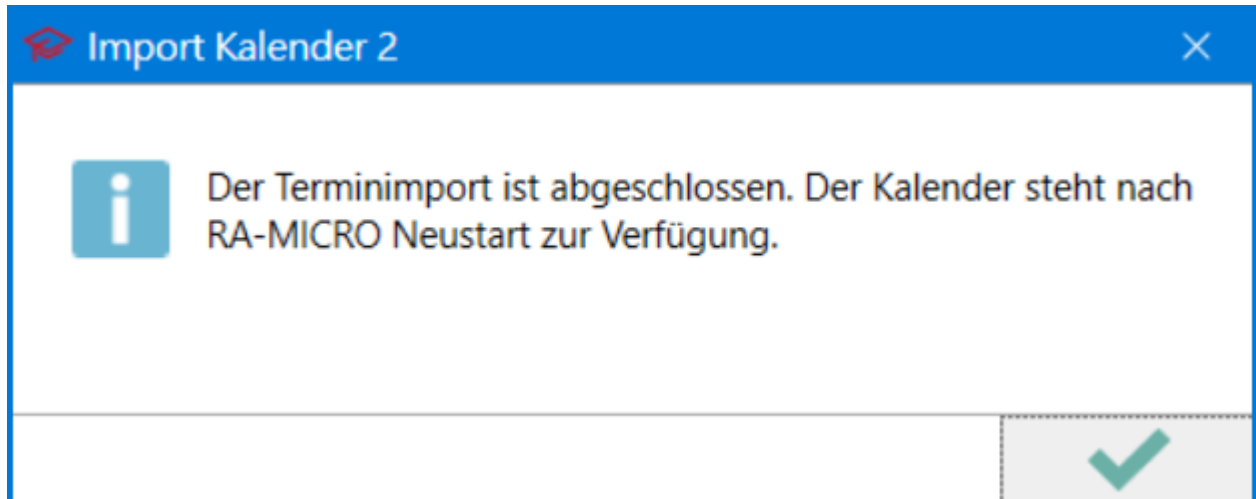 Import Kalender 2
Der Terminimport ist abgeschlossen. Der Kalender steht nach
RA-MICRO Neustart zur Verfügung.